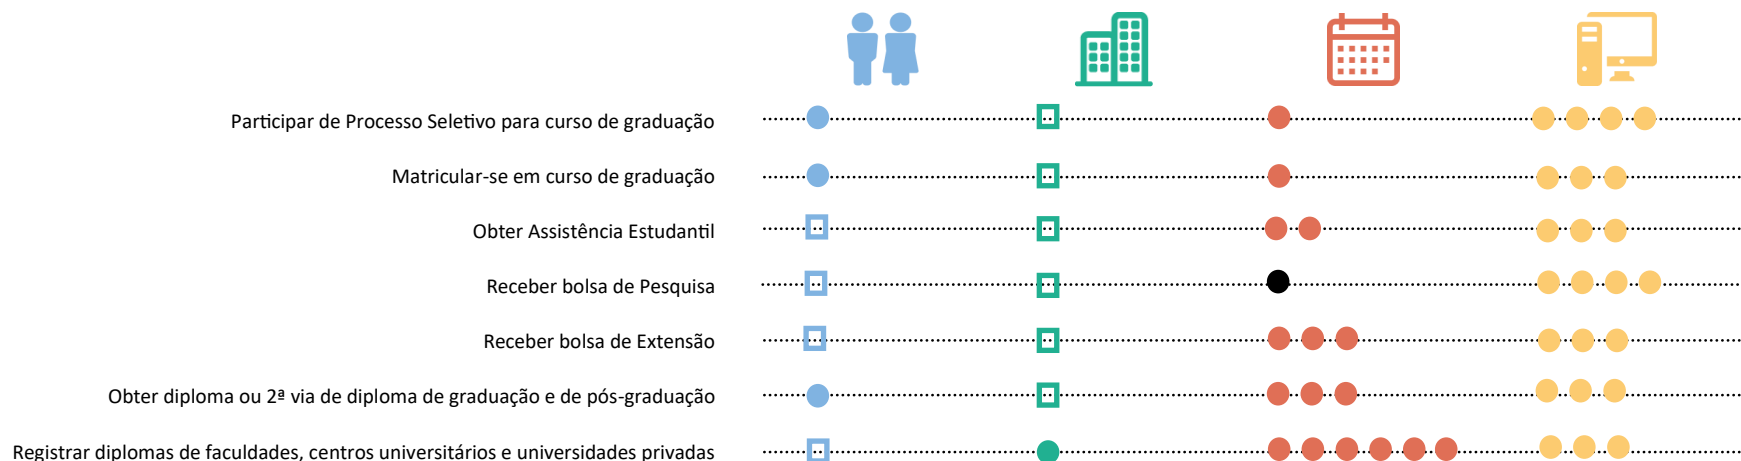 Participar de Processo Seletivo para curso de graduação
Matricular-se em curso de graduação
Obter Assistência Estudantil
Receber bolsa de Pesquisa
Receber bolsa de Extensão
Obter diploma ou 2ª via de diploma de graduação e de pós-graduação
Registrar diplomas de faculdades, centros universitários e universidades privadas